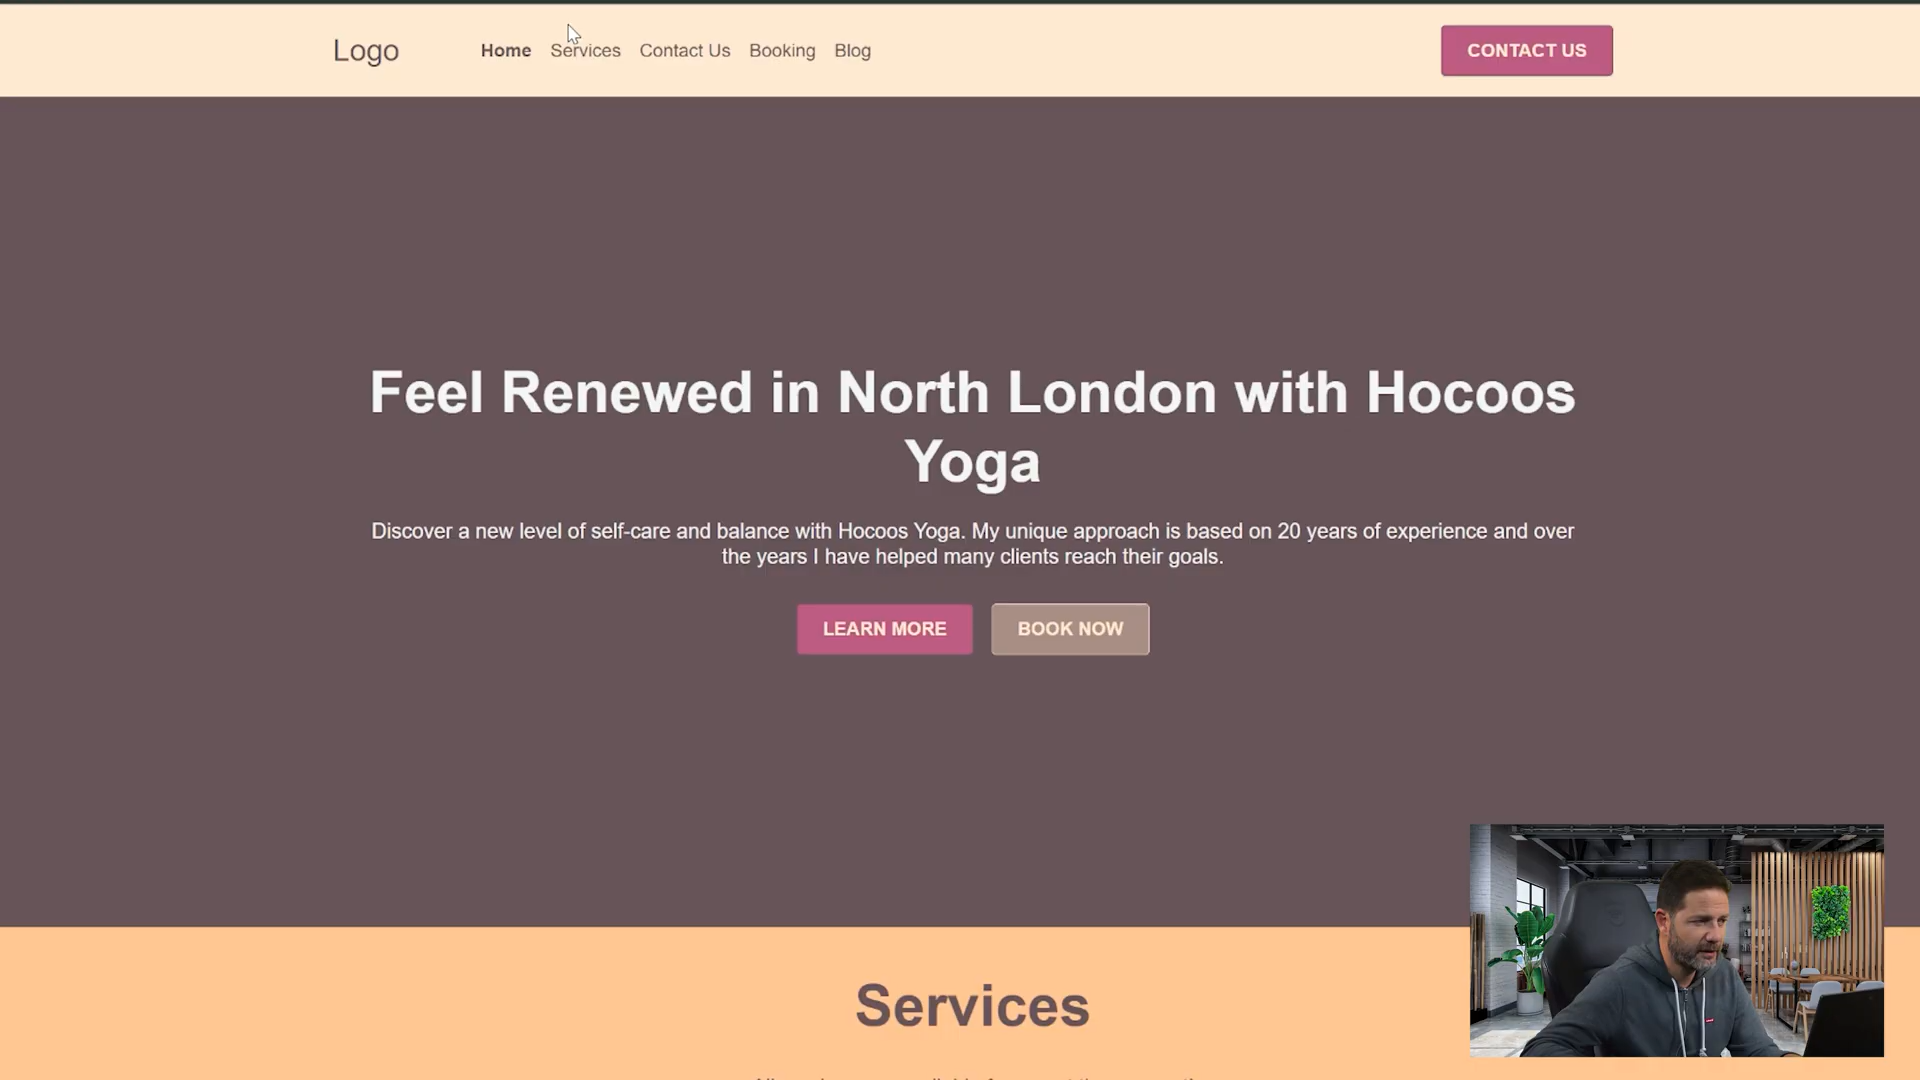 Logo
Home Services Contact Us Booking Blog
CONTACT US
Feel Renewed in North London with Hocoos
Yoga
Discover a new level of self-care and balance with Hocoos Yoga. My unique approach is based on 20 years of experience and over
the years I have helped many clients reach their goals.
LEARN MORE BOOK NOW
Services